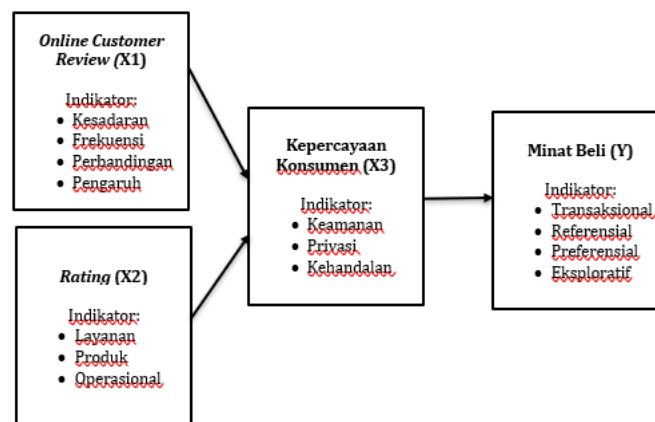 Online Customer
Review (X1)
Indikator:
• Kesadaran
• Frekuensi
• Perbandingan
• Pengaruh
Rating (X2)
Indikator:
• Layanan
• Produk
• Operasional
Kepercayaan
Konsumen (X3)
Indikator:
• Keamanan
• Privasi
• Kehandalan
Minat Beli (Y)
Indikator:
• Transaksional
• Referensial
• Preferensial
• Eksploratif